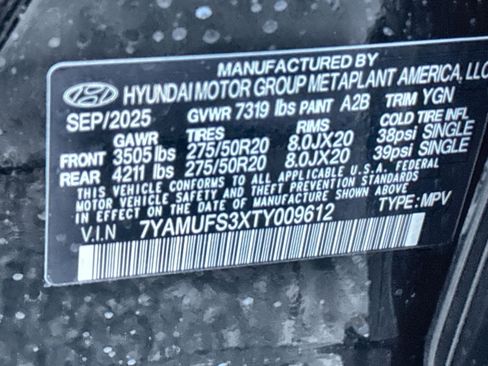 MANUFACTURED BY
HYUNDAI MOTOR GROUP METAPLANT AMERICA, LLC
SEP/2025 GVWR 7319 lbs PAINT A2B TRIM YGN
GAWR TIRES RIMS COLD TIRE INFL
FRONT 3505 lbs 275/50R20 8.0JX20 38psi SINGLE
REAR 4211 lbs 275/50R20 8.0JX20 39psi SINGLE
THIS VEHICLE CONFORMS TO ALL APPLICABLE U.S.A. FEDERAL
MOTOR VEHICLE SAFETY AND THEFT PREVENTION STANDARDS
IN EFFECT ON THE DATE OF MANUFACTURE SHOWN ABOVE
V.I.N 7YAMUFS3XTY009612 TYPE: MPV